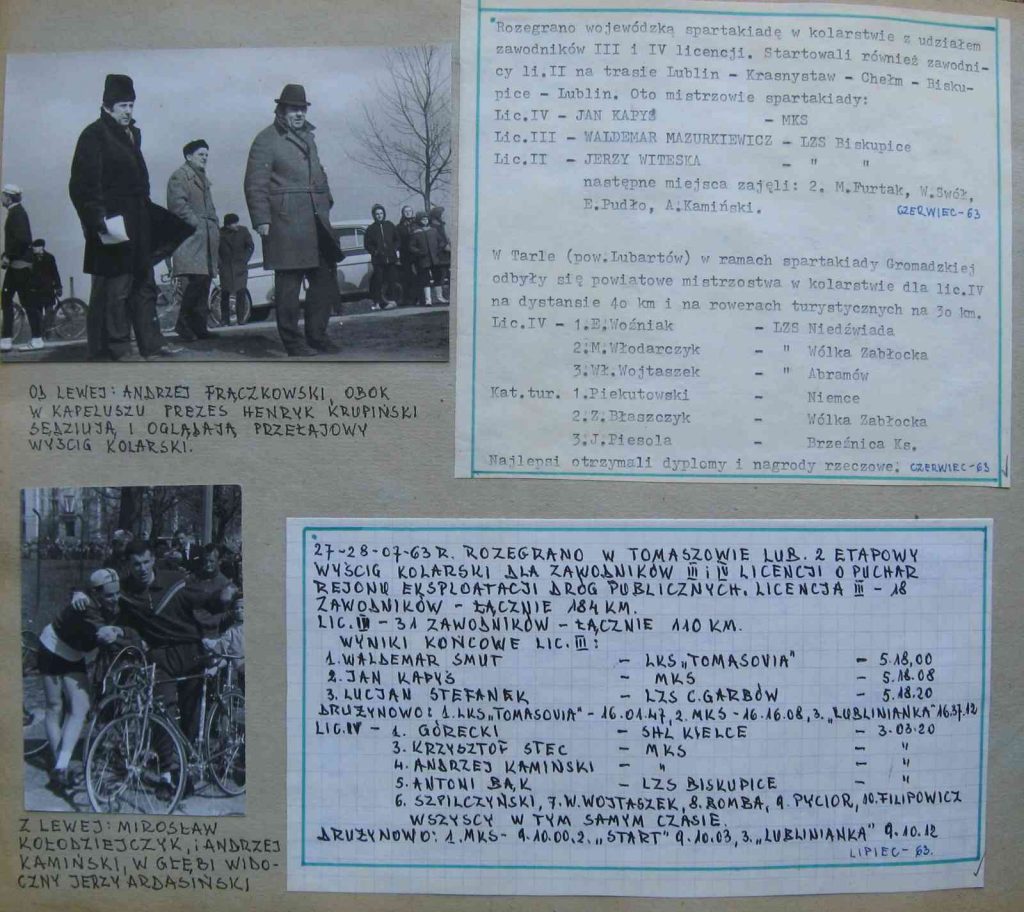 Rozegrano wojewódzką spartakiadę w kolarstwie z udziałem
zawodników III i IV licencji. Startowali również zawodni-
cy li.II na trasie Lublin - Krasnystaw - Chełm - Bisku-
pice - Lublin. Oto mistrzowie spartakiady:
Lic.IV - JAN KAPYŚ - MKS
Lic.III - WALDEMAR MAZURKIEWICZ - LZS Biskupice
Lic.II - JERZY WITESKA - " "
następne miejsca zajęli: 2. M.Furtak, W.Swół,
E.Pudło, A.Kamiński.
CZERWIEC-63
W Tarle (pow.Lubartów) w ramach spartakiady Gromadzkiej
odbyły się powiatowe mistrzostwa w kolarstwie dla lic.IV
na dystansie 4o km i na rowerach turystycznych na 3o km.
Lic.IV - 1.E.Woźniak - LZS Niedźwiada
2.M.Włodarczyk - " Wólka Zabłocka
3.Wł.Wojtaszek - " Abramów
Kat.tur. 1.Piekutowski - Niemce
2.Z.Błaszczyk - Wólka Zabłocka
3.J.Piesola - Brzeźnica Ks.
Najlepsi otrzymali dyplomy i nagrody rzeczowe. CZERWIEC-63
OD LEWEJ: ANDRZEJ FRĄCZKOWSKI, OBOK
W KAPELUSZU PREZES HENRYK KRUPIŃSKI
SĘDZIUJĄ I OGLĄDAJĄ PRZEŁAJOWY
WYŚCIG KOLARSKI.
27-28-07-63 R. ROZEGRANO W TOMASZOWIE LUB. 2 ETAPOWY
WYŚCIG KOLARSKI DLA ZAWODNIKÓW III i IV LICENCJI O PUCHAR
REJONU EKSPLOATACJI DRÓG PUBLICZNYCH. LICENCJA III - 18
ZAWODNIKÓW - ŁĄCZNIE 184 KM.
LIC. IV - 31 ZAWODNIKÓW - ŁĄCZNIE 110 KM.
WYNIKI KOŃCOWE LIC. III:
1. WALDEMAR SMUT - LKS „TOMASOVIA" - 5.18,00
2. JAN KAPYŚ - MKS - 5.18.08
3. LUCJAN STEFANEK - LZS C.GARBÓW - 5.18.20
DRUŻYNOWO: 1. LKS„TOMASOVIA" - 16.01.47, 2. MKS - 16.16.08, 3. „LUBLINIANKA" 16.37.12
LIC.IV - 1. GÓRECKI - SHL KIELCE - 3.03.20
3. KRZYSZTOF STEC - MKS - "
4. ANDRZEJ KAMIŃSKI - " - "
5. ANTONI BĄK - LZS BISKUPICE - "
6. SZPILCZYŃSKI, 7. W.WOJTASZEK, 8. BOMBA, 9. PYCIOR, 10. FILIPOWICZ
WSZYSCY W TYM SAMYM CZASIE.
DRUŻYNOWO: 1. MKS - 9.10.00, 2. „START" 9.10.03, 3. „LUBLINIANKA" 9.10.12
LIPIEC-63.
Z LEWEJ: MIROSŁAW
KOŁODZIEJCZYK, i ANDRZEJ
KAMIŃSKI, W GŁĘBI WIDO-
CZNY JERZY ARDASIŃSKI